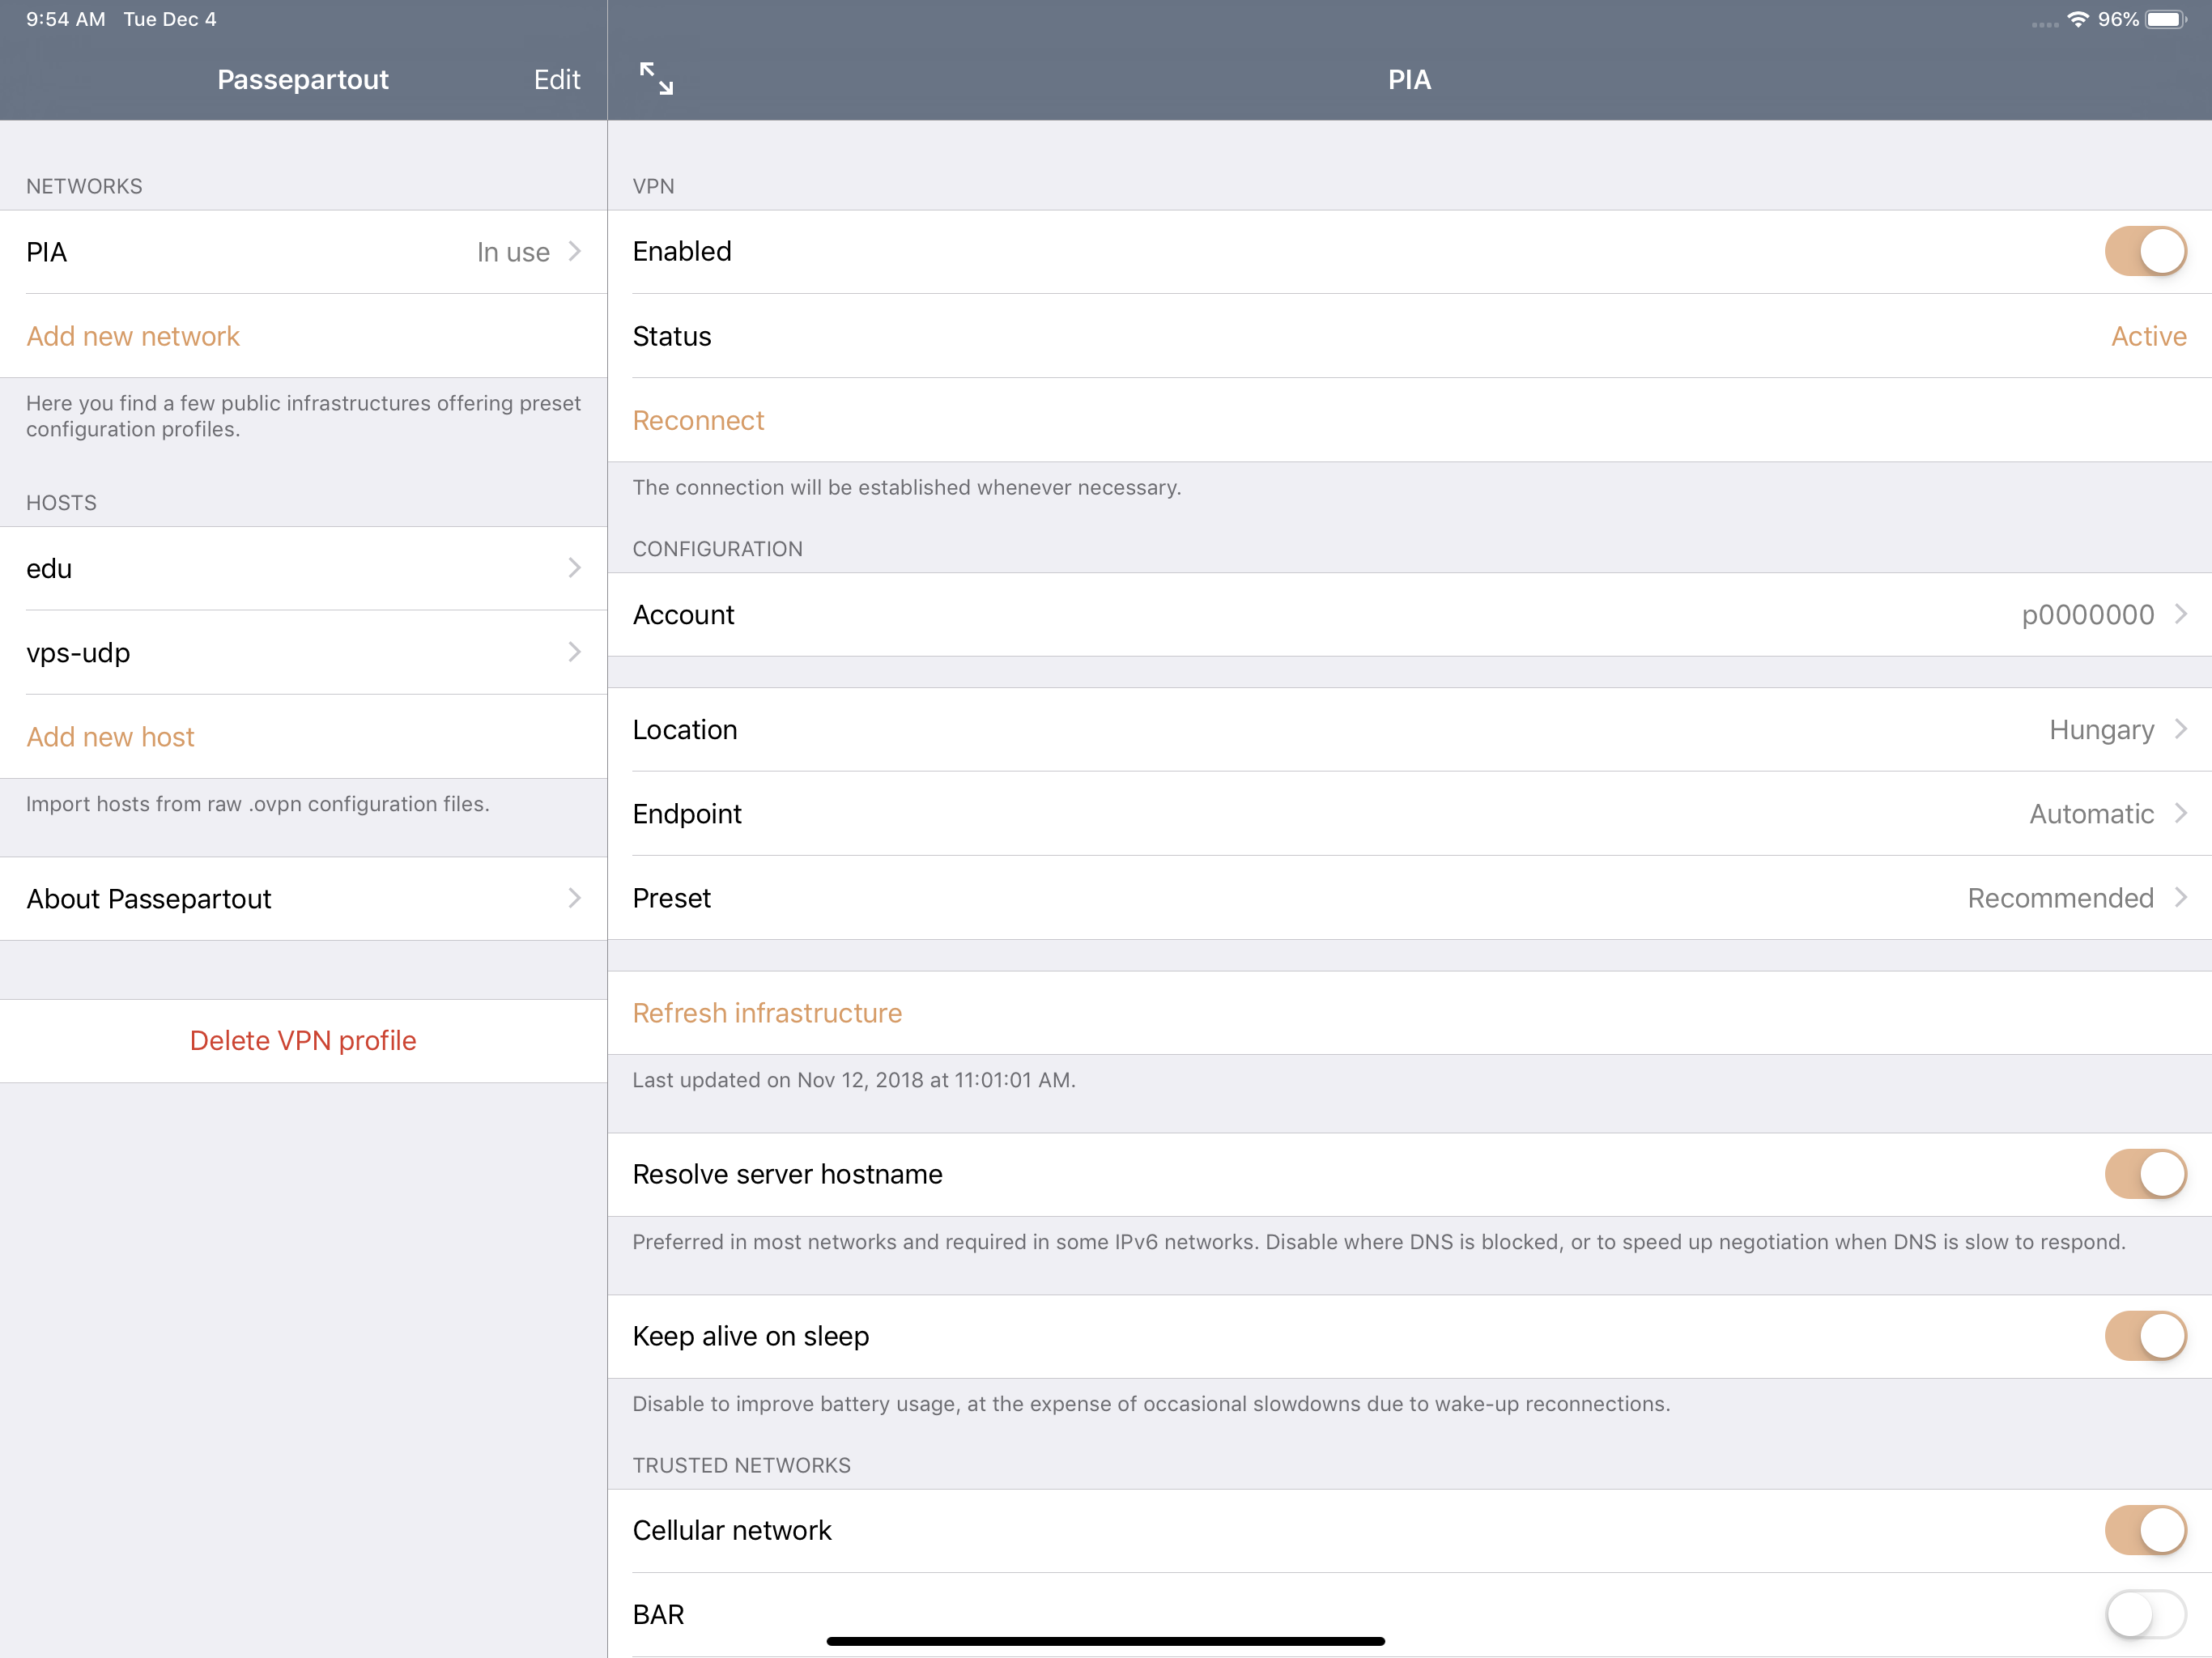 9:54 AM Tue Dec 4
96%
Passepartout
Edit
NETWORKS
PIA
In use
Add new network
Here you find a few public infrastructures offering preset
configuration profiles.
HOSTS
edu
vps-udp
Add new host
Import hosts from raw .ovpn configuration files.
About Passepartout
Delete VPN profile
PIA
VPN
Enabled
Status
Active
Reconnect
The connection will be established whenever necessary.
CONFIGURATION
Account
p0000000
Location
Hungary
Endpoint
Automatic
Preset
Recommended
Refresh infrastructure
Last updated on Nov 12, 2018 at 11:01:01 AM.
Resolve server hostname
Preferred in most networks and required in some IPv6 networks. Disable where DNS is blocked, or to speed up negotiation when DNS is slow to respond.
Keep alive on sleep
Disable to improve battery usage, at the expense of occasional slowdowns due to wake-up reconnections.
TRUSTED NETWORKS
Cellular network
BAR